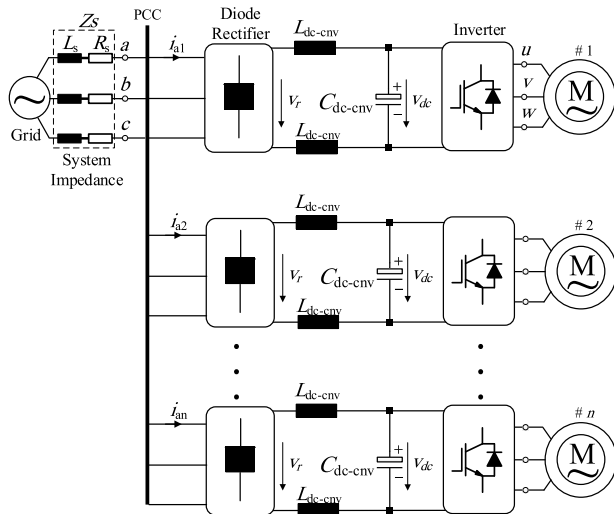 Zs
PCC
Ls Rs a
ia1
Diode
Rectifier
Ldc-cnv
Inverter
u
# 1
b
vr
Cdc-cnv
+
−
vdc
v
M
~
c
w
Grid
~
System
Impedance
Ldc-cnv
ia2
Ldc-cnv
# 2
vr
Cdc-cnv
+
−
vdc
M
~
Ldc-cnv
ian
Ldc-cnv
# n
vr
Cdc-cnv
+
−
vdc
M
~
Ldc-cnv